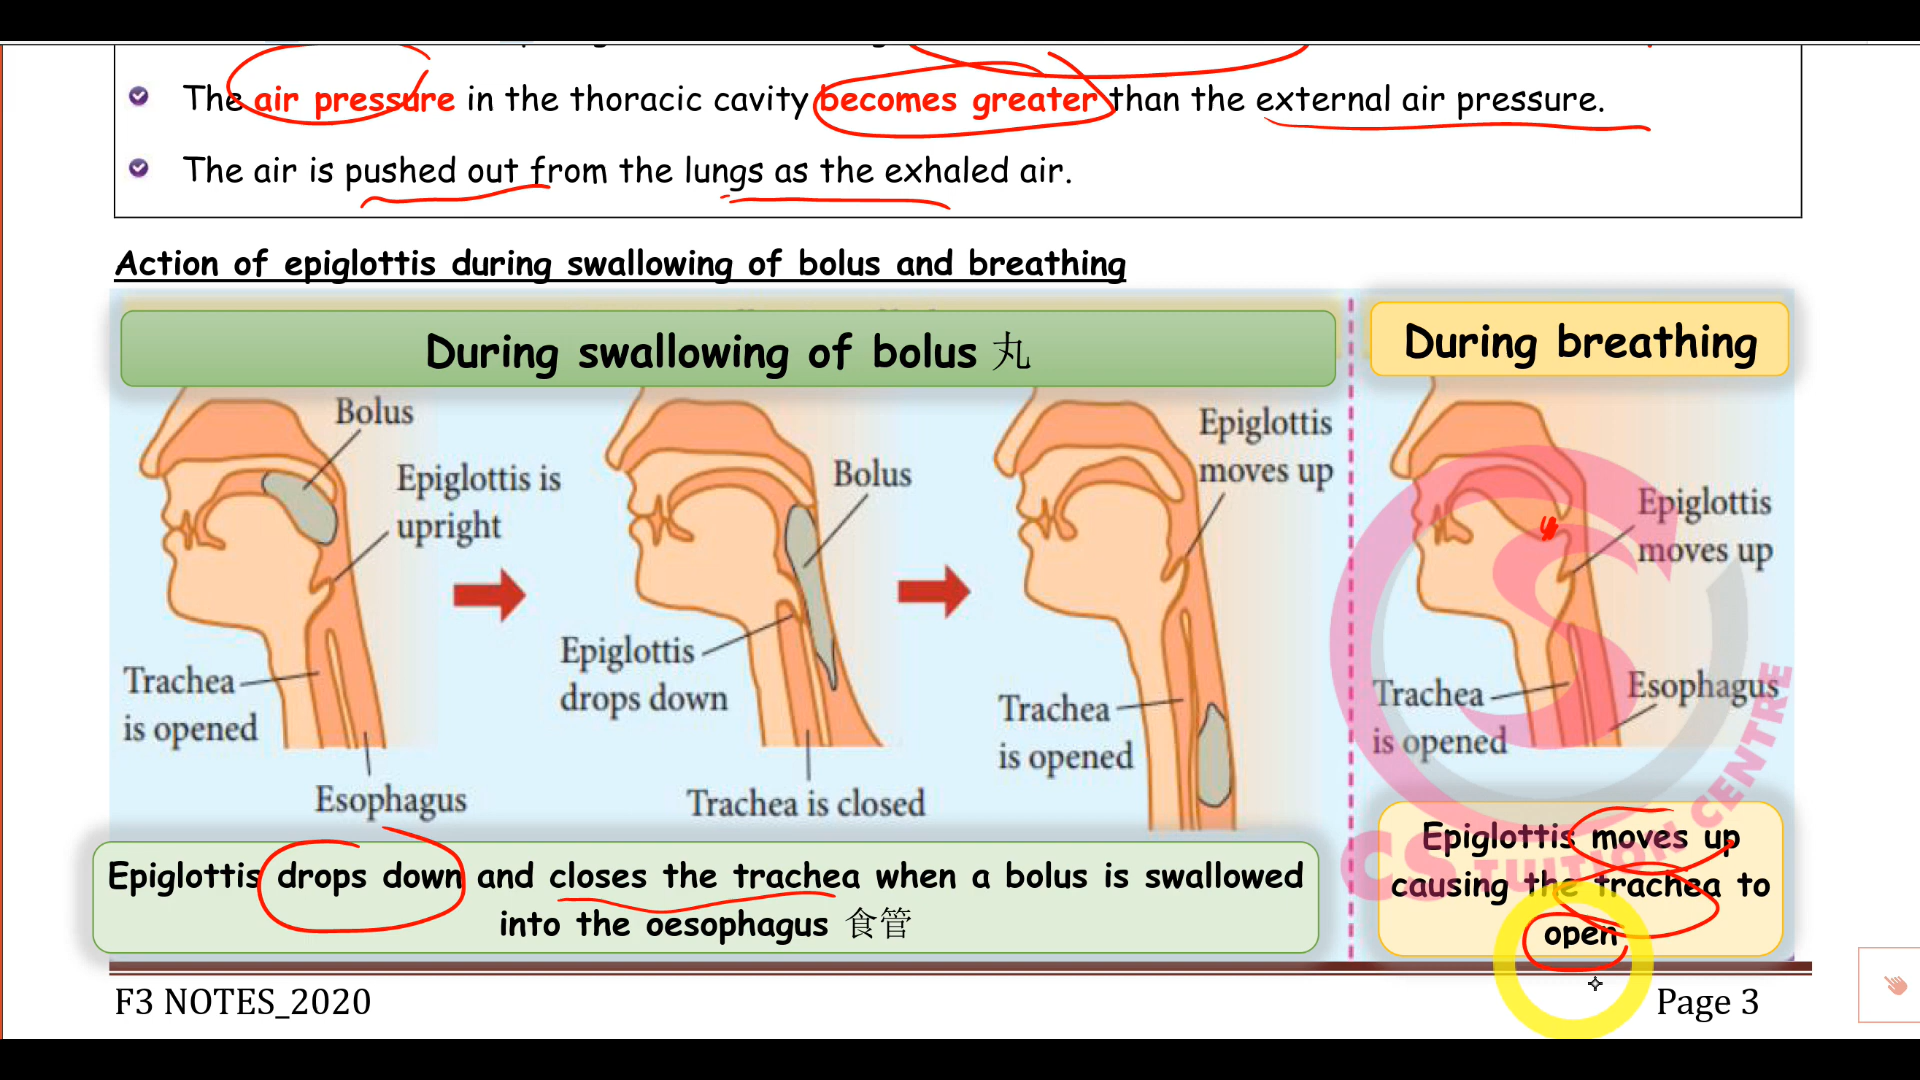 The air pressure in the thoracic cavity becomes greater than the external air pressure.
The air is pushed out from the lungs as the exhaled air.
Action of epiglottis during swallowing of bolus and breathing
During swallowing of bolus 丸
During breathing
Bolus
Epiglottis is
upright
Trachea
is opened
Esophagus
Bolus
Epiglottis
drops down
Trachea is closed
Epiglottis
moves up
Trachea
is opened
Epiglottis
moves up
Trachea
is opened
Esophagus
Epiglottis drops down and closes the trachea when a bolus is swallowed
into the oesophagus 食管
Epiglottis moves up
causing the trachea to
open
CS TUITION CENTRE
F3 NOTES_2020
Page 3